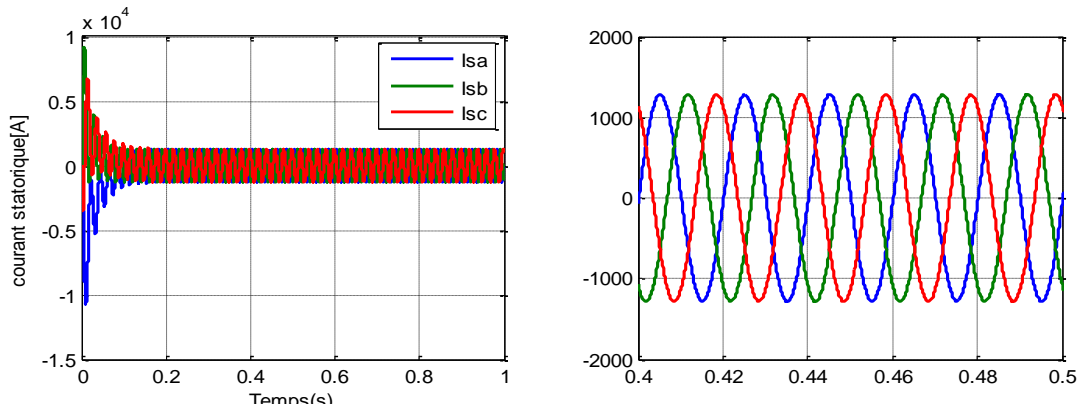 x 10^4
1
0.5
0
-0.5
-1
-1.5
courant statorique[A]
0 0.2 0.4 0.6 0.8 1
Temps(s)
Isa
Isb
Isc
2000
1000
0
-1000
-2000
0.4 0.42 0.44 0.46 0.48 0.5